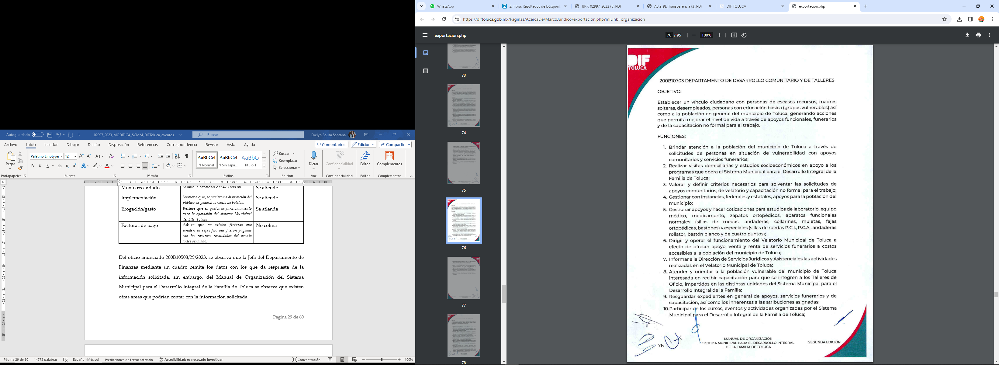 Autoguardado
02997_2023_MODIFICA_SCMM_DIFToluca_eventos...
Buscar
Evelyn Souza Santana
Archivo Inicio Insertar Dibujar Diseño Disposición Referencias Correspondencia Revisar Vista Ayuda
Comentarios Edición Compartir
Pegar
Palatino Linotype 12
Aa
N K S ab x₂ x² A A
AaBbCcI AaBbCcI AaBbCc
¶ Normal ¶ Sin espa... Título 1
Buscar
Reemplazar
Seleccionar
Dictar
Confidencialidad
Editor
Complementos
Portapapeles Fuente Párrafo Estilos Edición Voz Confidencialidad Editor Complementos
Monto recaudado Señala la cantidad de: 473,600.00 Se atiende
Implementación Sostiene que, se pusieron a disposición del público en general la venta de boletos. Se atiende
Erogación/gasto Refiere que en gastos de funcionamiento para la operación del sistema Municipal del DIF Toluca Se atiende
Facturas de pago Aduce que no existen facturas que señalen en especifico que fueron pagadas con los recursos recaudados del evento antes señalado. No colma
Del oficio anunciado 200B10503/29/2023, se observa que la Jefa del Departamento de
Finanzas mediante un cuadro remite los datos con los que da respuesta de la
información solicitada, sin embargo, del Manual de Organización del Sistema
Municipal para el Desarrollo Integral de la Familia de Toluca se observa que existen
otras áreas que podrían contar con la información solicitada.
Página 29 de 60
Página 29 de 60 14773 palabras Español (México) Predicciones de texto: activado Accesibilidad: es necesario investigar Concentración 100%
WhatsApp
Zimbra: Resultados de búsqued
IJRR_02997_2023 (5).PDF
Acta_9E_Transparencia (3).PDF
DIF TOLUCA
exportacion.php
https://diftoluca.gob.mx/Paginas/AcercaDe/MarcoJuridico/exportacion.php?miLink=organizacion
exportacion.php
76 / 95
100%
73
74
75
76
77
78
DIF
TOLUCA
200B10703 DEPARTAMENTO DE DESARROLLO COMUNITARIO Y DE TALLERES
OBJETIVO:
Establecer un vínculo ciudadano con personas de escasos recursos, madres
solteras, desempleados, personas con educación básica (grupos vulnerables) así
como a la población en general del municipio de Toluca, generando acciones
que permita mejorar el nivel de vida a través de apoyos funcionales, funerarios
y de la capacitación no formal para el trabajo.
FUNCIONES:
1. Brindar atención a la población del municipio de Toluca a través de
solicitudes de personas en situación de vulnerabilidad con apoyos
comunitarios y servicios funerarios;
2. Realizar visitas domiciliarias y estudios socioeconómicos en apoyo a los
programas que opera el Sistema Municipal para el Desarrollo Integral de la
Familia de Toluca;
3. Valorar y definir criterios necesarios para solventar las solicitudes de
apoyos comunitarios, de velatorio y capacitación no formal para el trabajo;
4. Gestionar con instancias, federales y estatales, apoyos para la población del
municipio;
5. Gestionar apoyos y hacer cotizaciones para estudios de laboratorio, equipo
médico, medicamento, zapatos ortopédicos, aparatos funcionales
normales (sillas de ruedas, andaderas, collarines, muletas, fajas
ortopédicas, bastones) y especiales (sillas de ruedas P.C.I., P.C.A., andaderas
rollator, bastón blanco y de cuatro puntos);
6. Dirigir y operar el funcionamiento del Velatorio Municipal de Toluca a
efecto de ofrecer apoyo, venta y renta de servicios funerarios a costos
accesibles a la población del municipio de Toluca;
7. Informar a la Dirección de Servicios Jurídicos y Asistenciales las actividades
realizadas en el Velatorio Municipal de Toluca;
8. Atender y orientar a la población vulnerable del municipio de Toluca
interesada en recibir capacitación para que se integren a los Talleres de
Oficio, impartidos en las distintas unidades del Sistema Municipal para el
Desarrollo Integral de la Familia;
9. Resguardar expedientes en general de apoyos, servicios funerarios y de
capacitación, así como los inherentes a las atribuciones asignadas;
10.Participar en los cursos, eventos y actividades organizadas por el Sistema
Municipal para el Desarrollo Integral de la Familia de Toluca;
76
MANUAL DE ORGANIZACIÓN
SISTEMA MUNICIPAL PARA EL DESARROLLO INTEGRAL
DE LA FAMILIA DE TOLUCA
SEGUNDA EDICIÓN